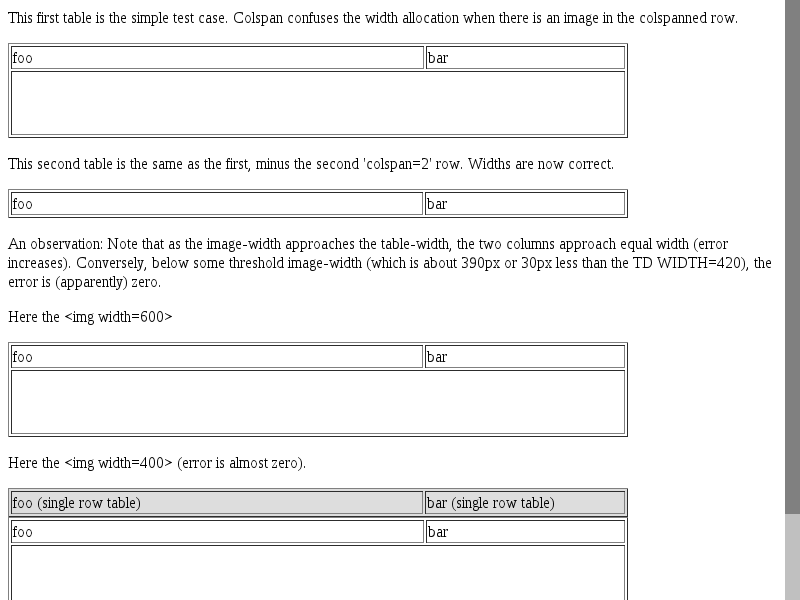 This first table is the simple test case. Colspan confuses the width allocation when there is an image in the colspanned row.
foo bar
This second table is the same as the first, minus the second 'colspan=2' row. Widths are now correct.
foo bar
An observation: Note that as the image-width approaches the table-width, the two columns approach equal width (error
increases). Conversely, below some threshold image-width (which is about 390px or 30px less than the TD WIDTH=420), the
error is (apparently) zero.
Here the <img width=600>
foo bar
Here the <img width=400> (error is almost zero).
foo (single row table) bar (single row table)
foo bar